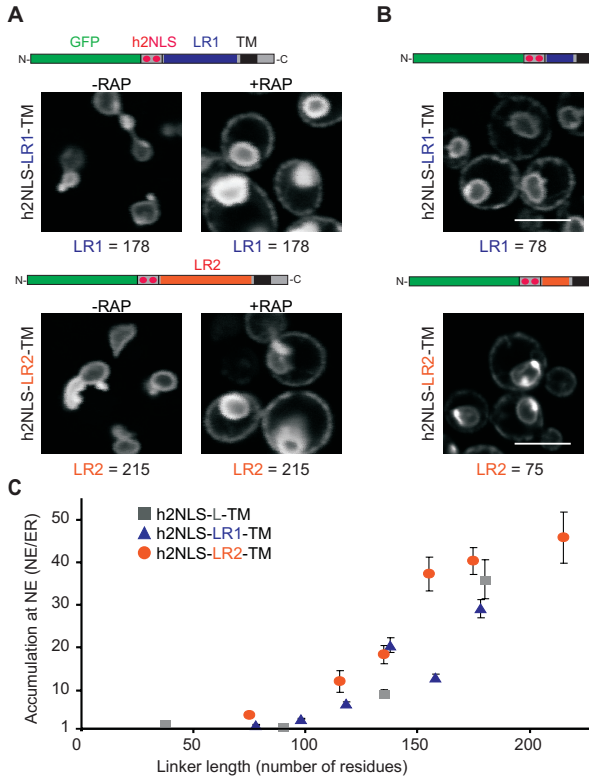 A
B
GFP h2NLS LR1 TM
N- -C
N-
-RAP +RAP
h2NLS-LR1-TM
h2NLS-LR1-TM
LR1 = 178 LR1 = 178 LR1 = 78
LR2
N- -C
N-
-RAP +RAP
h2NLS-LR2-TM
h2NLS-LR2-TM
LR2 = 215 LR2 = 215 LR2 = 75
C
h2NLS-L-TM
h2NLS-LR1-TM
h2NLS-LR2-TM
Accumulation at NE (NE/ER)
50
40
30
20
10
1
0 50 100 150 200
Linker length (number of residues)